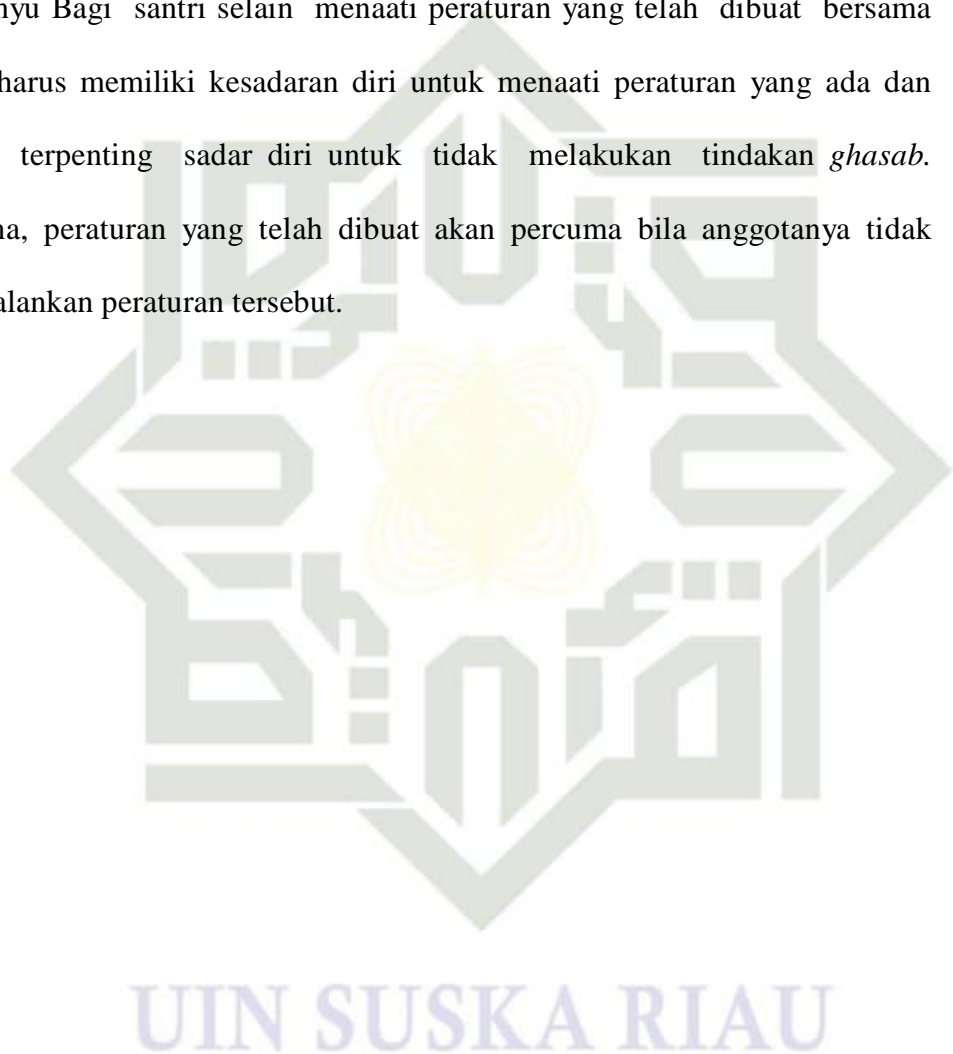 nyu Bagi santri selain menaati peraturan yang telah dibuat bersama
harus memiliki kesadaran diri untuk menaati peraturan yang ada dan
terpenting sadar diri untuk tidak melakukan tindakan ghasab.
na, peraturan yang telah dibuat akan percuma bila anggotanya tidak
alankan peraturan tersebut.
UIN SUSKA RIAU